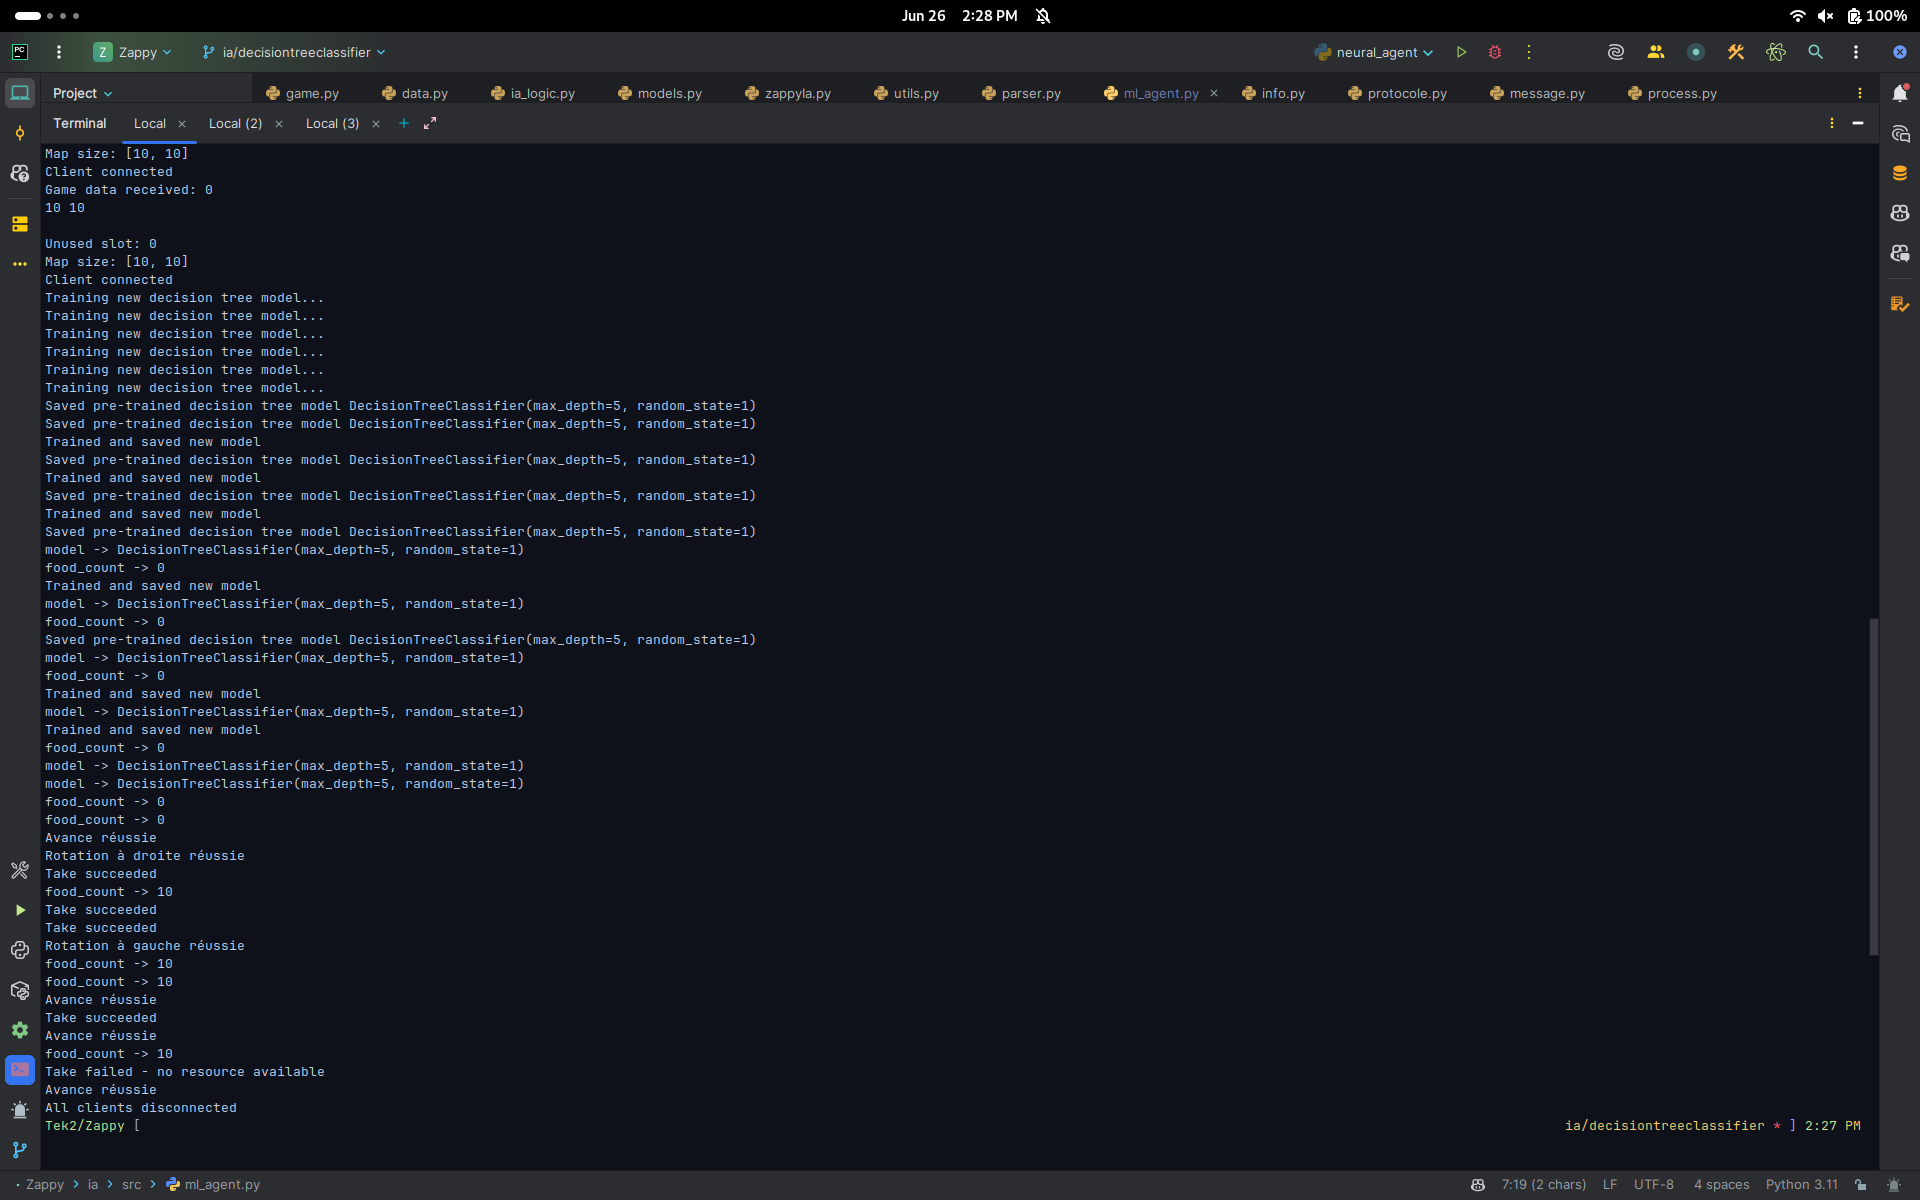 Jun 26 2:28 PM 100%
PC Z Zappy ia/decisiontreeclassifier neural_agent
Project game.py data.py ia_logic.py models.py zappyIa.py utils.py parser.py ml_agent.py info.py protocole.py message.py process.py
Terminal Local Local (2) Local (3)
Map size: [10, 10]
Client connected
Game data received: 0
10 10
Unused slot: 0
Map size: [10, 10]
Client connected
Training new decision tree model...
Training new decision tree model...
Training new decision tree model...
Training new decision tree model...
Training new decision tree model...
Training new decision tree model...
Saved pre-trained decision tree model DecisionTreeClassifier(max_depth=5, random_state=1)
Saved pre-trained decision tree model DecisionTreeClassifier(max_depth=5, random_state=1)
Trained and saved new model
Saved pre-trained decision tree model DecisionTreeClassifier(max_depth=5, random_state=1)
Trained and saved new model
Saved pre-trained decision tree model DecisionTreeClassifier(max_depth=5, random_state=1)
Trained and saved new model
Saved pre-trained decision tree model DecisionTreeClassifier(max_depth=5, random_state=1)
model -> DecisionTreeClassifier(max_depth=5, random_state=1)
food_count -> 0
Trained and saved new model
model -> DecisionTreeClassifier(max_depth=5, random_state=1)
food_count -> 0
Saved pre-trained decision tree model DecisionTreeClassifier(max_depth=5, random_state=1)
model -> DecisionTreeClassifier(max_depth=5, random_state=1)
food_count -> 0
Trained and saved new model
model -> DecisionTreeClassifier(max_depth=5, random_state=1)
Trained and saved new model
food_count -> 0
model -> DecisionTreeClassifier(max_depth=5, random_state=1)
model -> DecisionTreeClassifier(max_depth=5, random_state=1)
food_count -> 0
food_count -> 0
Avance réussie
Rotation à droite réussie
Take succeeded
food_count -> 10
Take succeeded
Take succeeded
Rotation à gauche réussie
food_count -> 10
food_count -> 10
Avance réussie
Take succeeded
Avance réussie
food_count -> 10
Take failed - no resource available
Avance réussie
All clients disconnected
Tek2/Zappy [ ia/decisiontreeclassifier * ] 2:27 PM
Zappy > ia > src > ml_agent.py 7:19 (2 chars) LF UTF-8 4 spaces Python 3.11